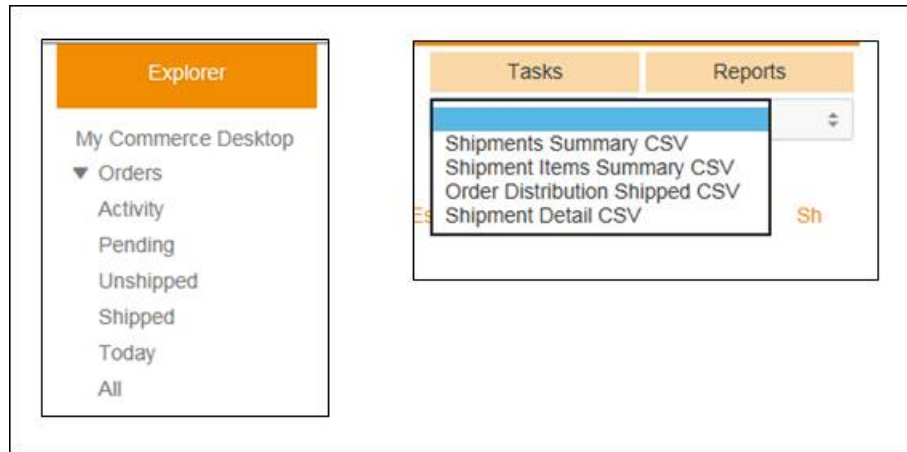 Explorer
My Commerce Desktop
Orders
Activity
Pending
Unshipped
Shipped
Today
All
Tasks
Reports
Shipments Summary CSV
Shipment Items Summary CSV
Order Distribution Shipped CSV
Shipment Detail CSV
Es
Sh